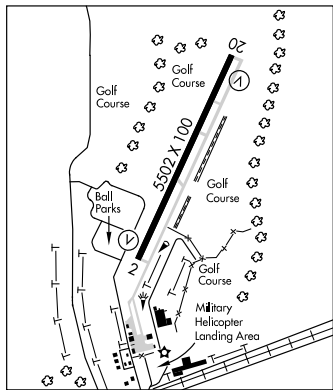 20
Golf
Course
Golf
Course
5502 X 100
Golf
Course
Ball
Parks
2
Golf
Course
Military
Helicopter
Landing Area